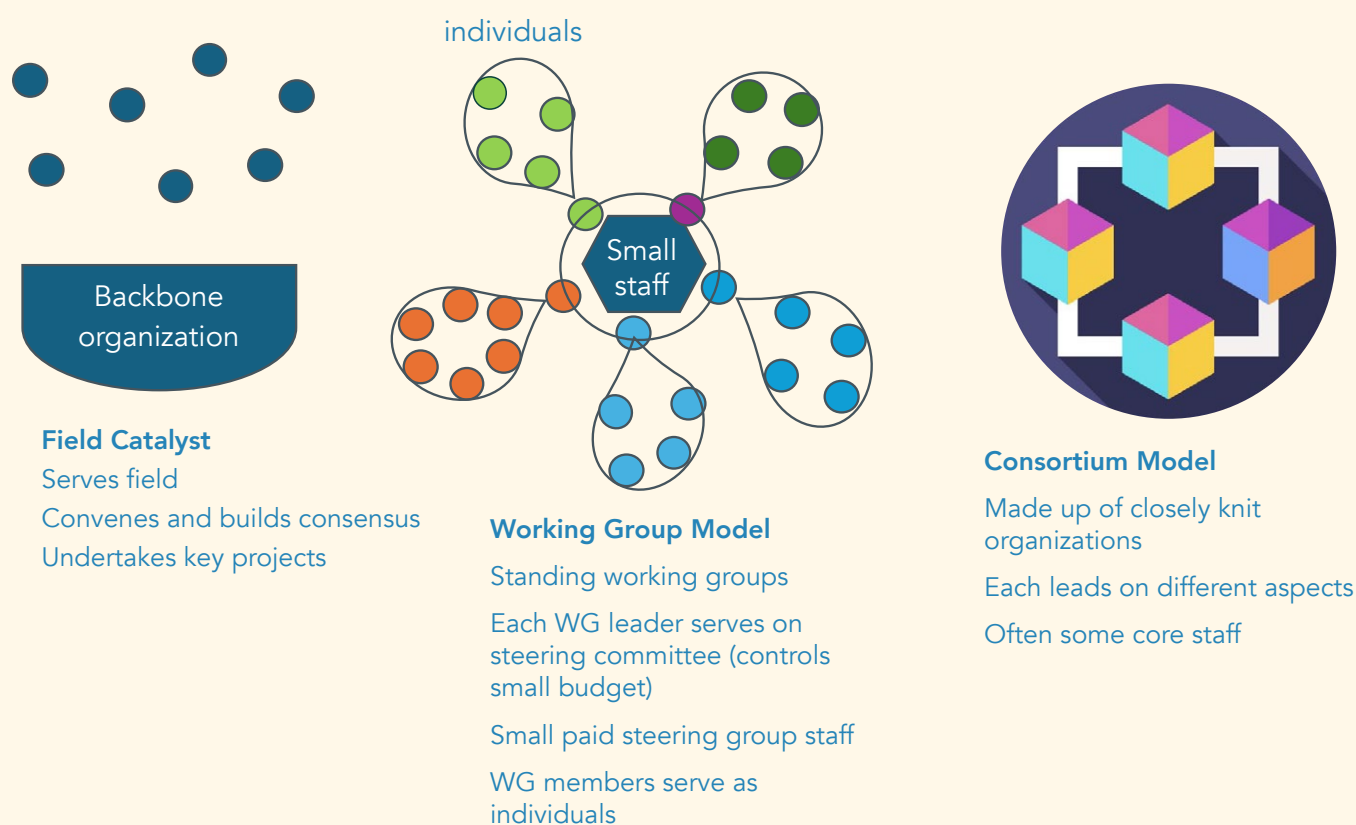 individuals
Backbone
organization
Small
staff
Field Catalyst
Serves field
Convenes and builds consensus
Undertakes key projects
Working Group Model
Standing working groups
Each WG leader serves on
steering committee (controls
small budget)
Small paid steering group staff
WG members serve as
individuals
Consortium Model
Made up of closely knit
organizations
Each leads on different aspects
Often some core staff